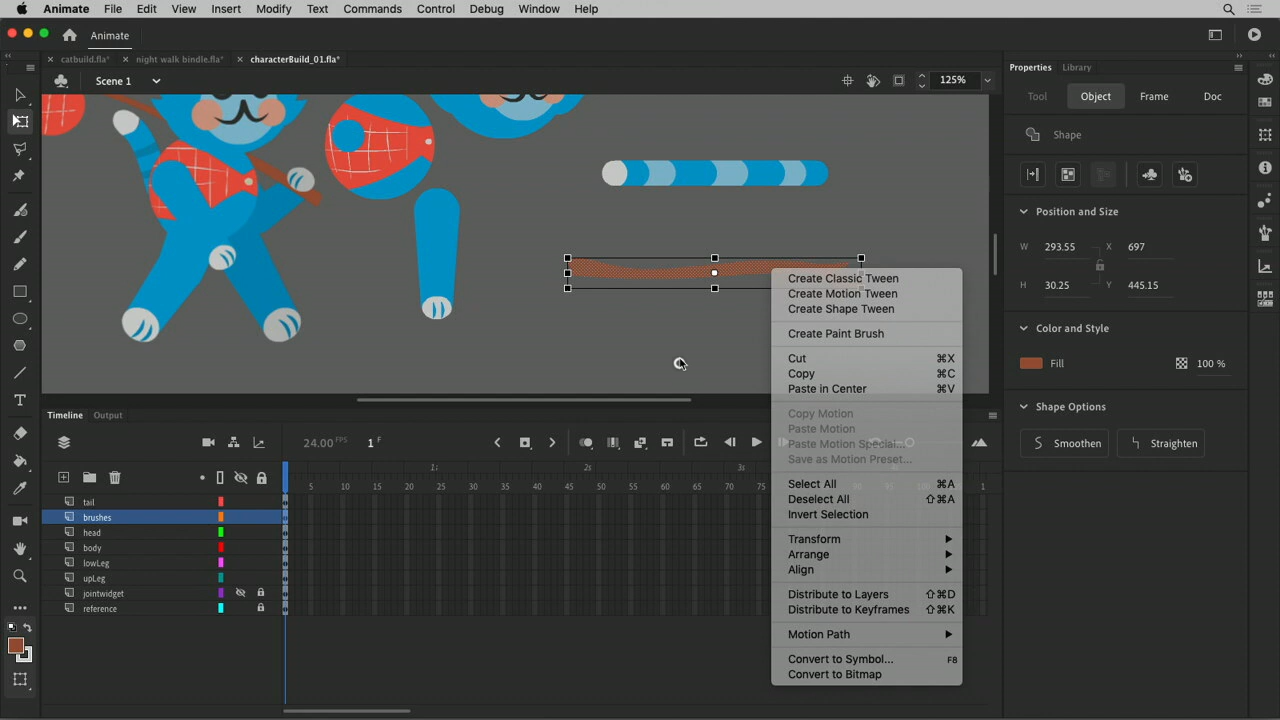 Animate File Edit View Insert Modify Text Commands Control Debug Window Help
Animate
catbuild.fla* night walk bindle.fla* characterBuild_01.fla*
Scene 1
125%
Properties Library
Tool Object Frame Doc
Shape
Position and Size
W 293.55 X 697
H 30.25 Y 445.15
Color and Style
Fill 100 %
Shape Options
Smoothen Straighten
Create Classic Tween
Create Motion Tween
Create Shape Tween
Create Paint Brush
Cut ⌘X
Copy ⌘C
Paste in Center ⌘V
Copy Motion
Paste Motion
Paste Motion Special...
Save as Motion Preset...
Select All ⌘A
Deselect All ⇧⌘A
Invert Selection
Transform
Arrange
Align
Distribute to Layers ⇧⌘D
Distribute to Keyframes ⇧⌘K
Motion Path
Convert to Symbol... F8
Convert to Bitmap
Timeline Output
24.00 FPS 1 F
1s 2s 3s
5 10 15 20 25 30 35 40 45 50 55 60 65 70 75
tail
brushes
head
body
lowLeg
upLeg
jointwidget
reference